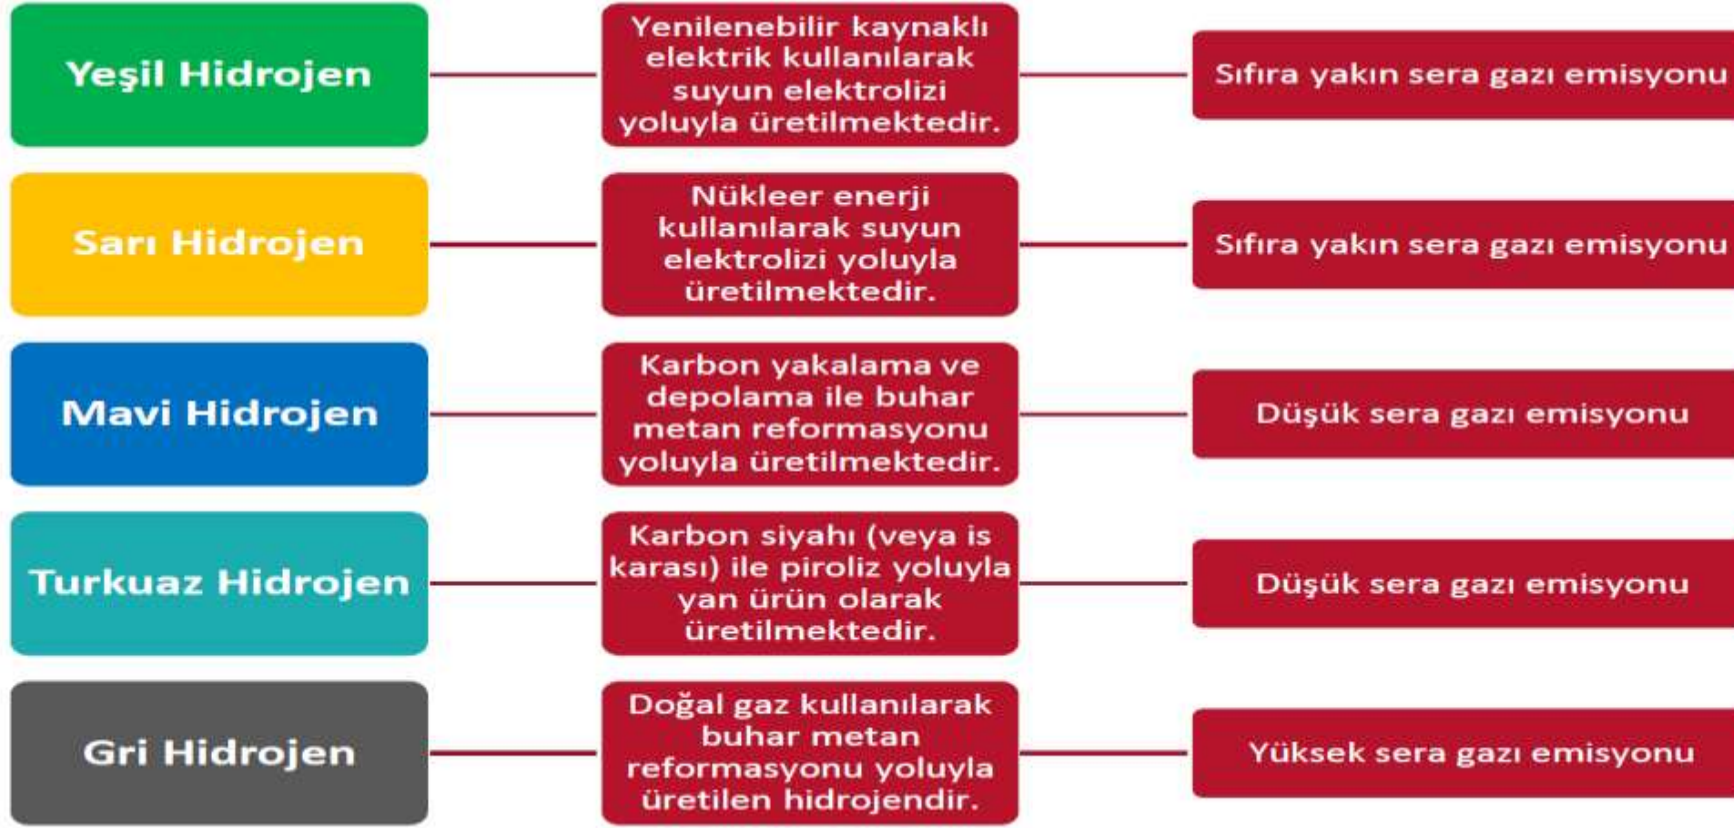 Yeşil Hidrojen
Yenilenebilir kaynaklı
elektrik kullanılarak
suyun elektrolizi
yoluyla üretilmektedir.
Sıfıra yakın sera gazı emisyonu
Sarı Hidrojen
Nükleer enerji
kullanılarak suyun
elektrolizi yoluyla
üretilmektedir.
Sıfıra yakın sera gazı emisyonu
Mavi Hidrojen
Karbon yakalama ve
depolama ile buhar
metan reformasyonu
yoluyla üretilmektedir.
Düşük sera gazı emisyonu
Turkuaz Hidrojen
Karbon siyahı (veya is
karası) ile piroliz yoluyla
yan ürün olarak
üretilmektedir.
Düşük sera gazı emisyonu
Gri Hidrojen
Doğal gaz kullanılarak
buhar metan
reformasyonu yoluyla
üretilen hidrojendir.
Yüksek sera gazı emisyonu